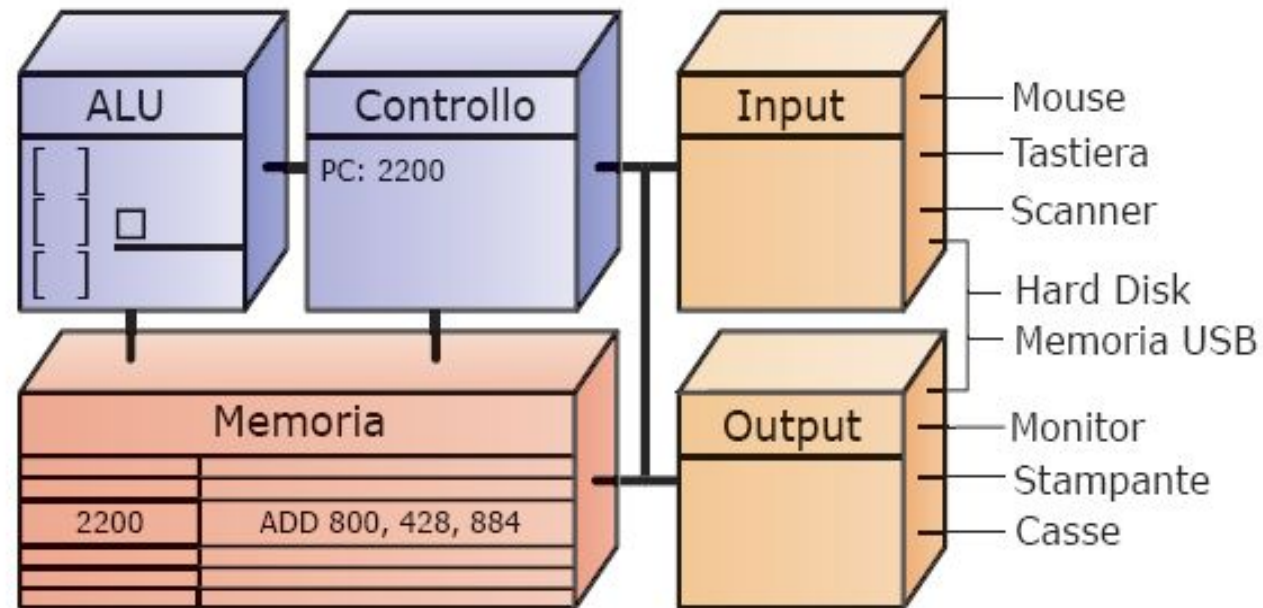 ALU
[ ]
[ ]
[ ]
Controllo
PC: 2200
Input
Mouse
Tastiera
Scanner
Hard Disk
Memoria USB
Memoria
2200 ADD 800, 428, 884
Output
Monitor
Stampante
Casse